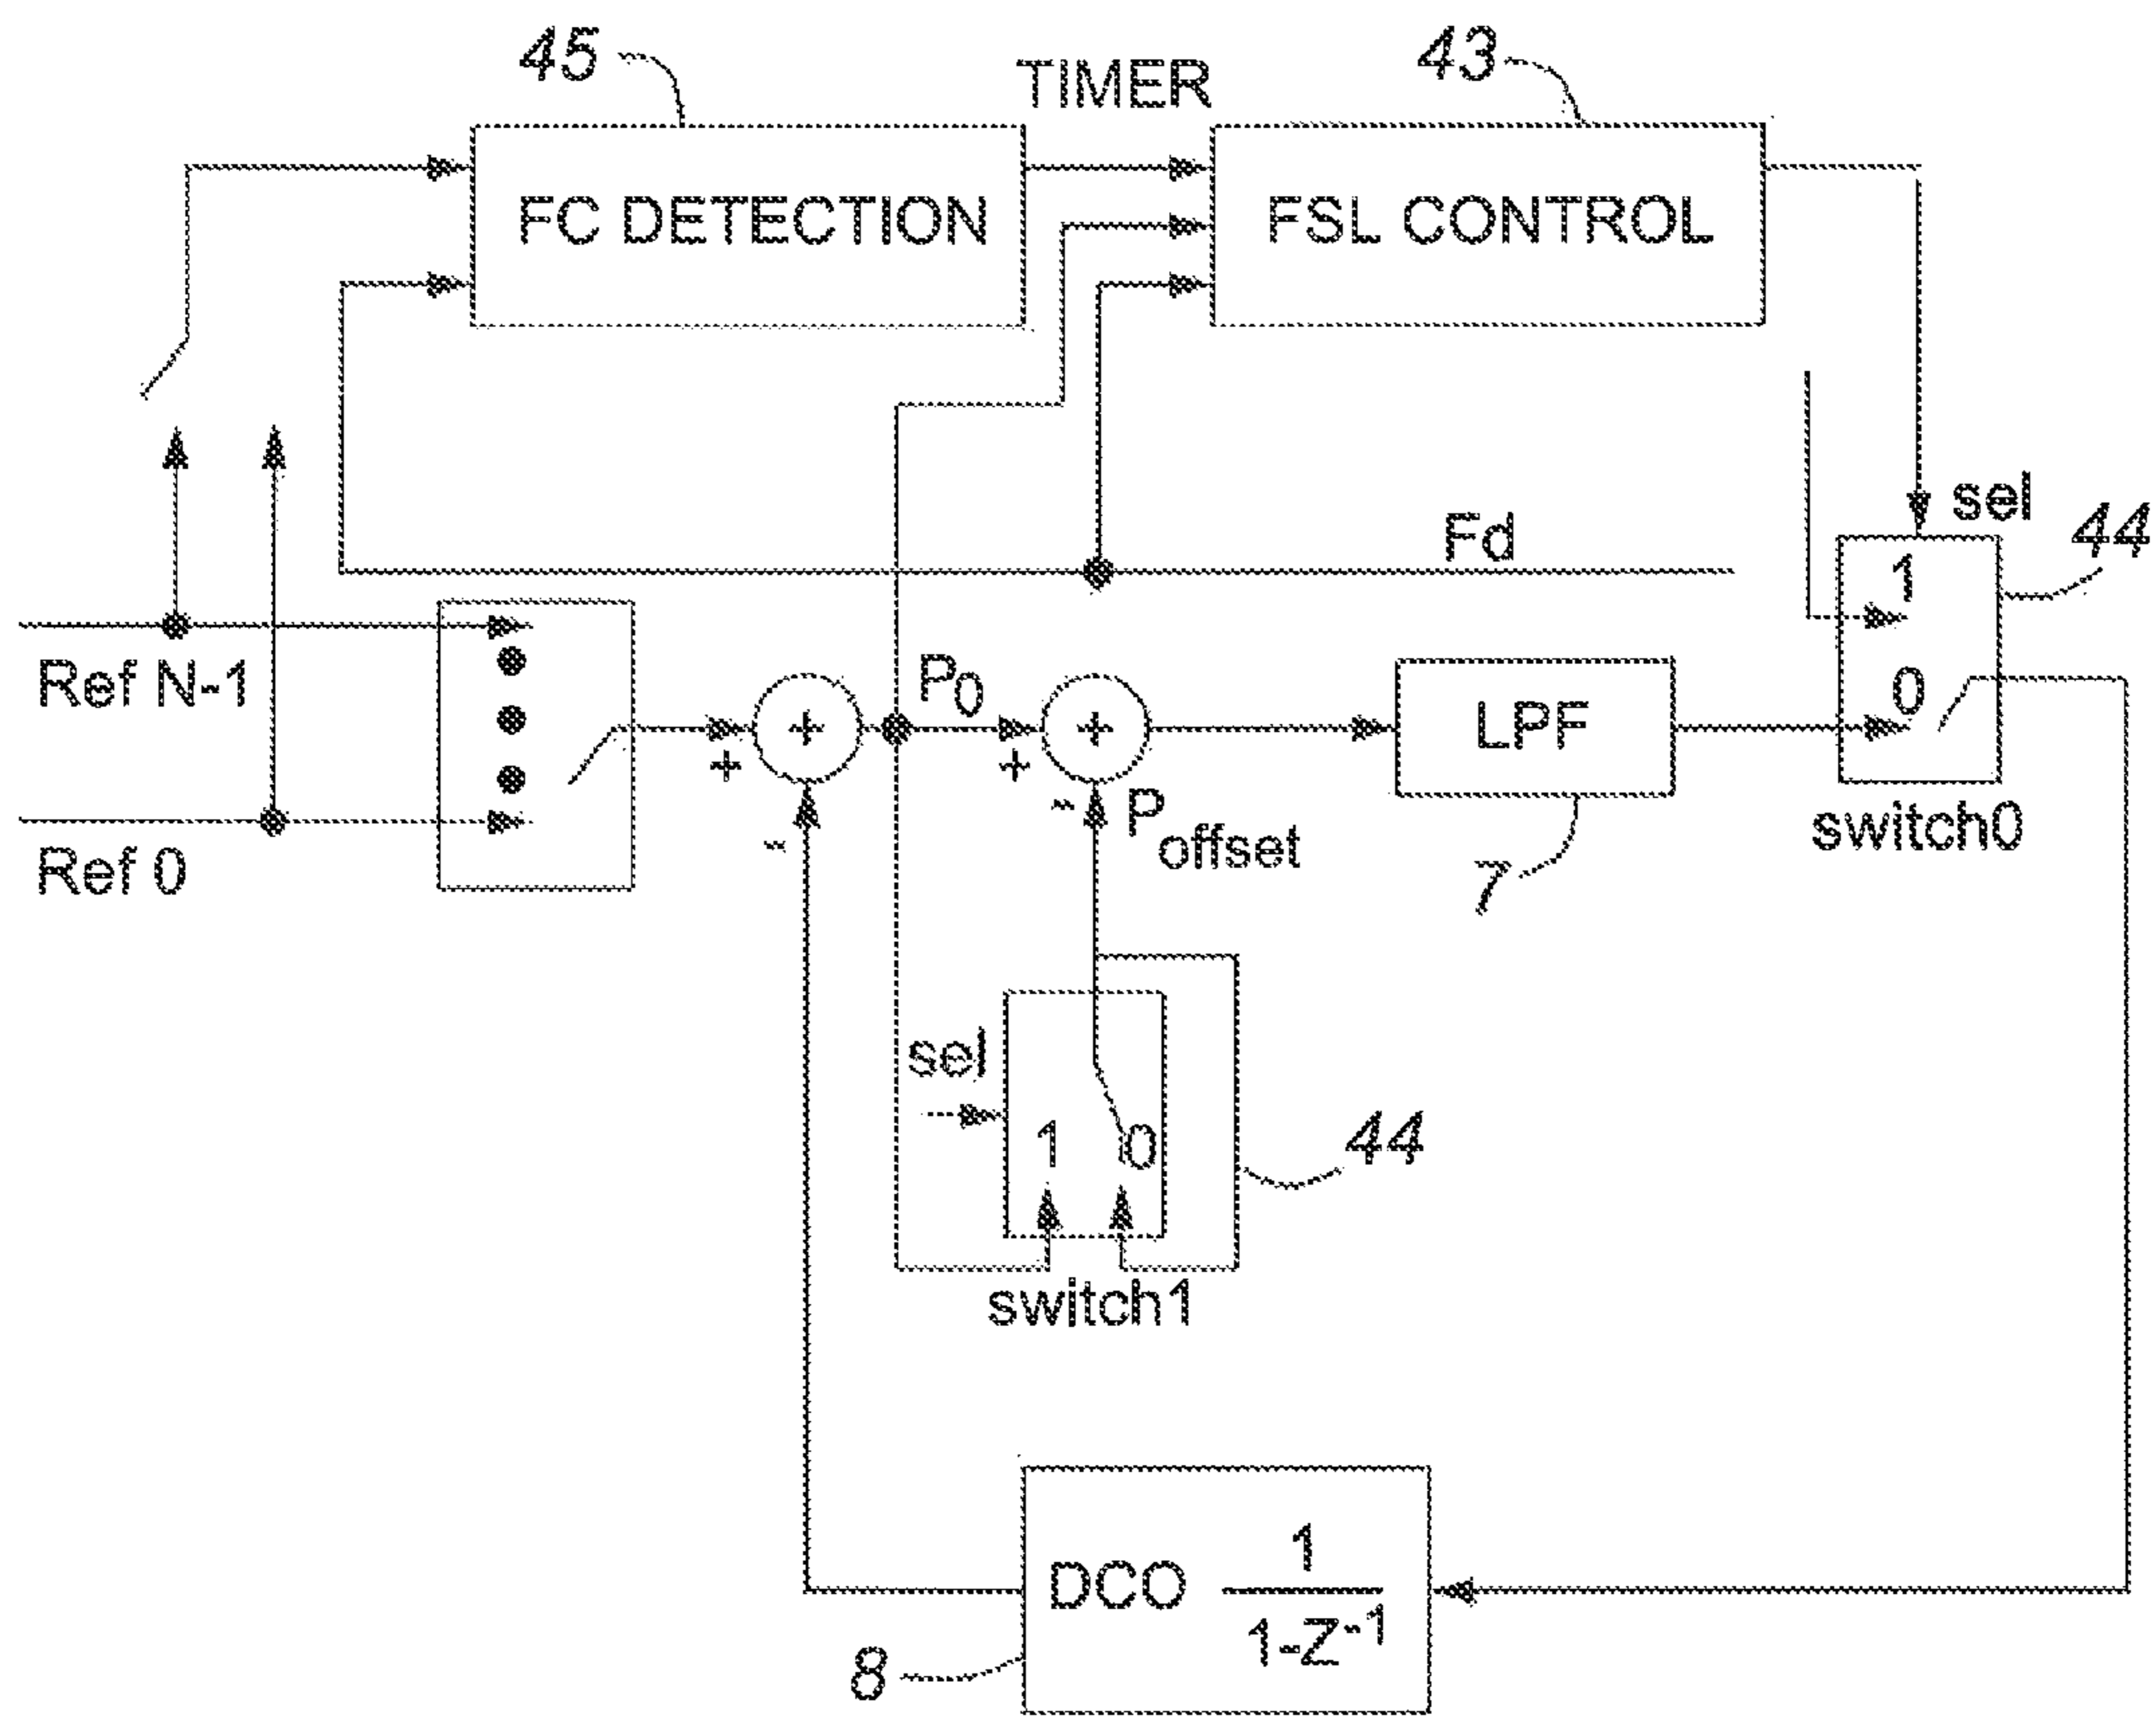 45
TIMER
43
FC DETECTION
FSL CONTROL
sel
44
Fd
1
Ref N-1
P0
+
+
LPF
0
+
+
-
-
Poffset
switch0
Ref 0
7
sel
1
0
44
switch1
DCO 1
1-Z-1
8